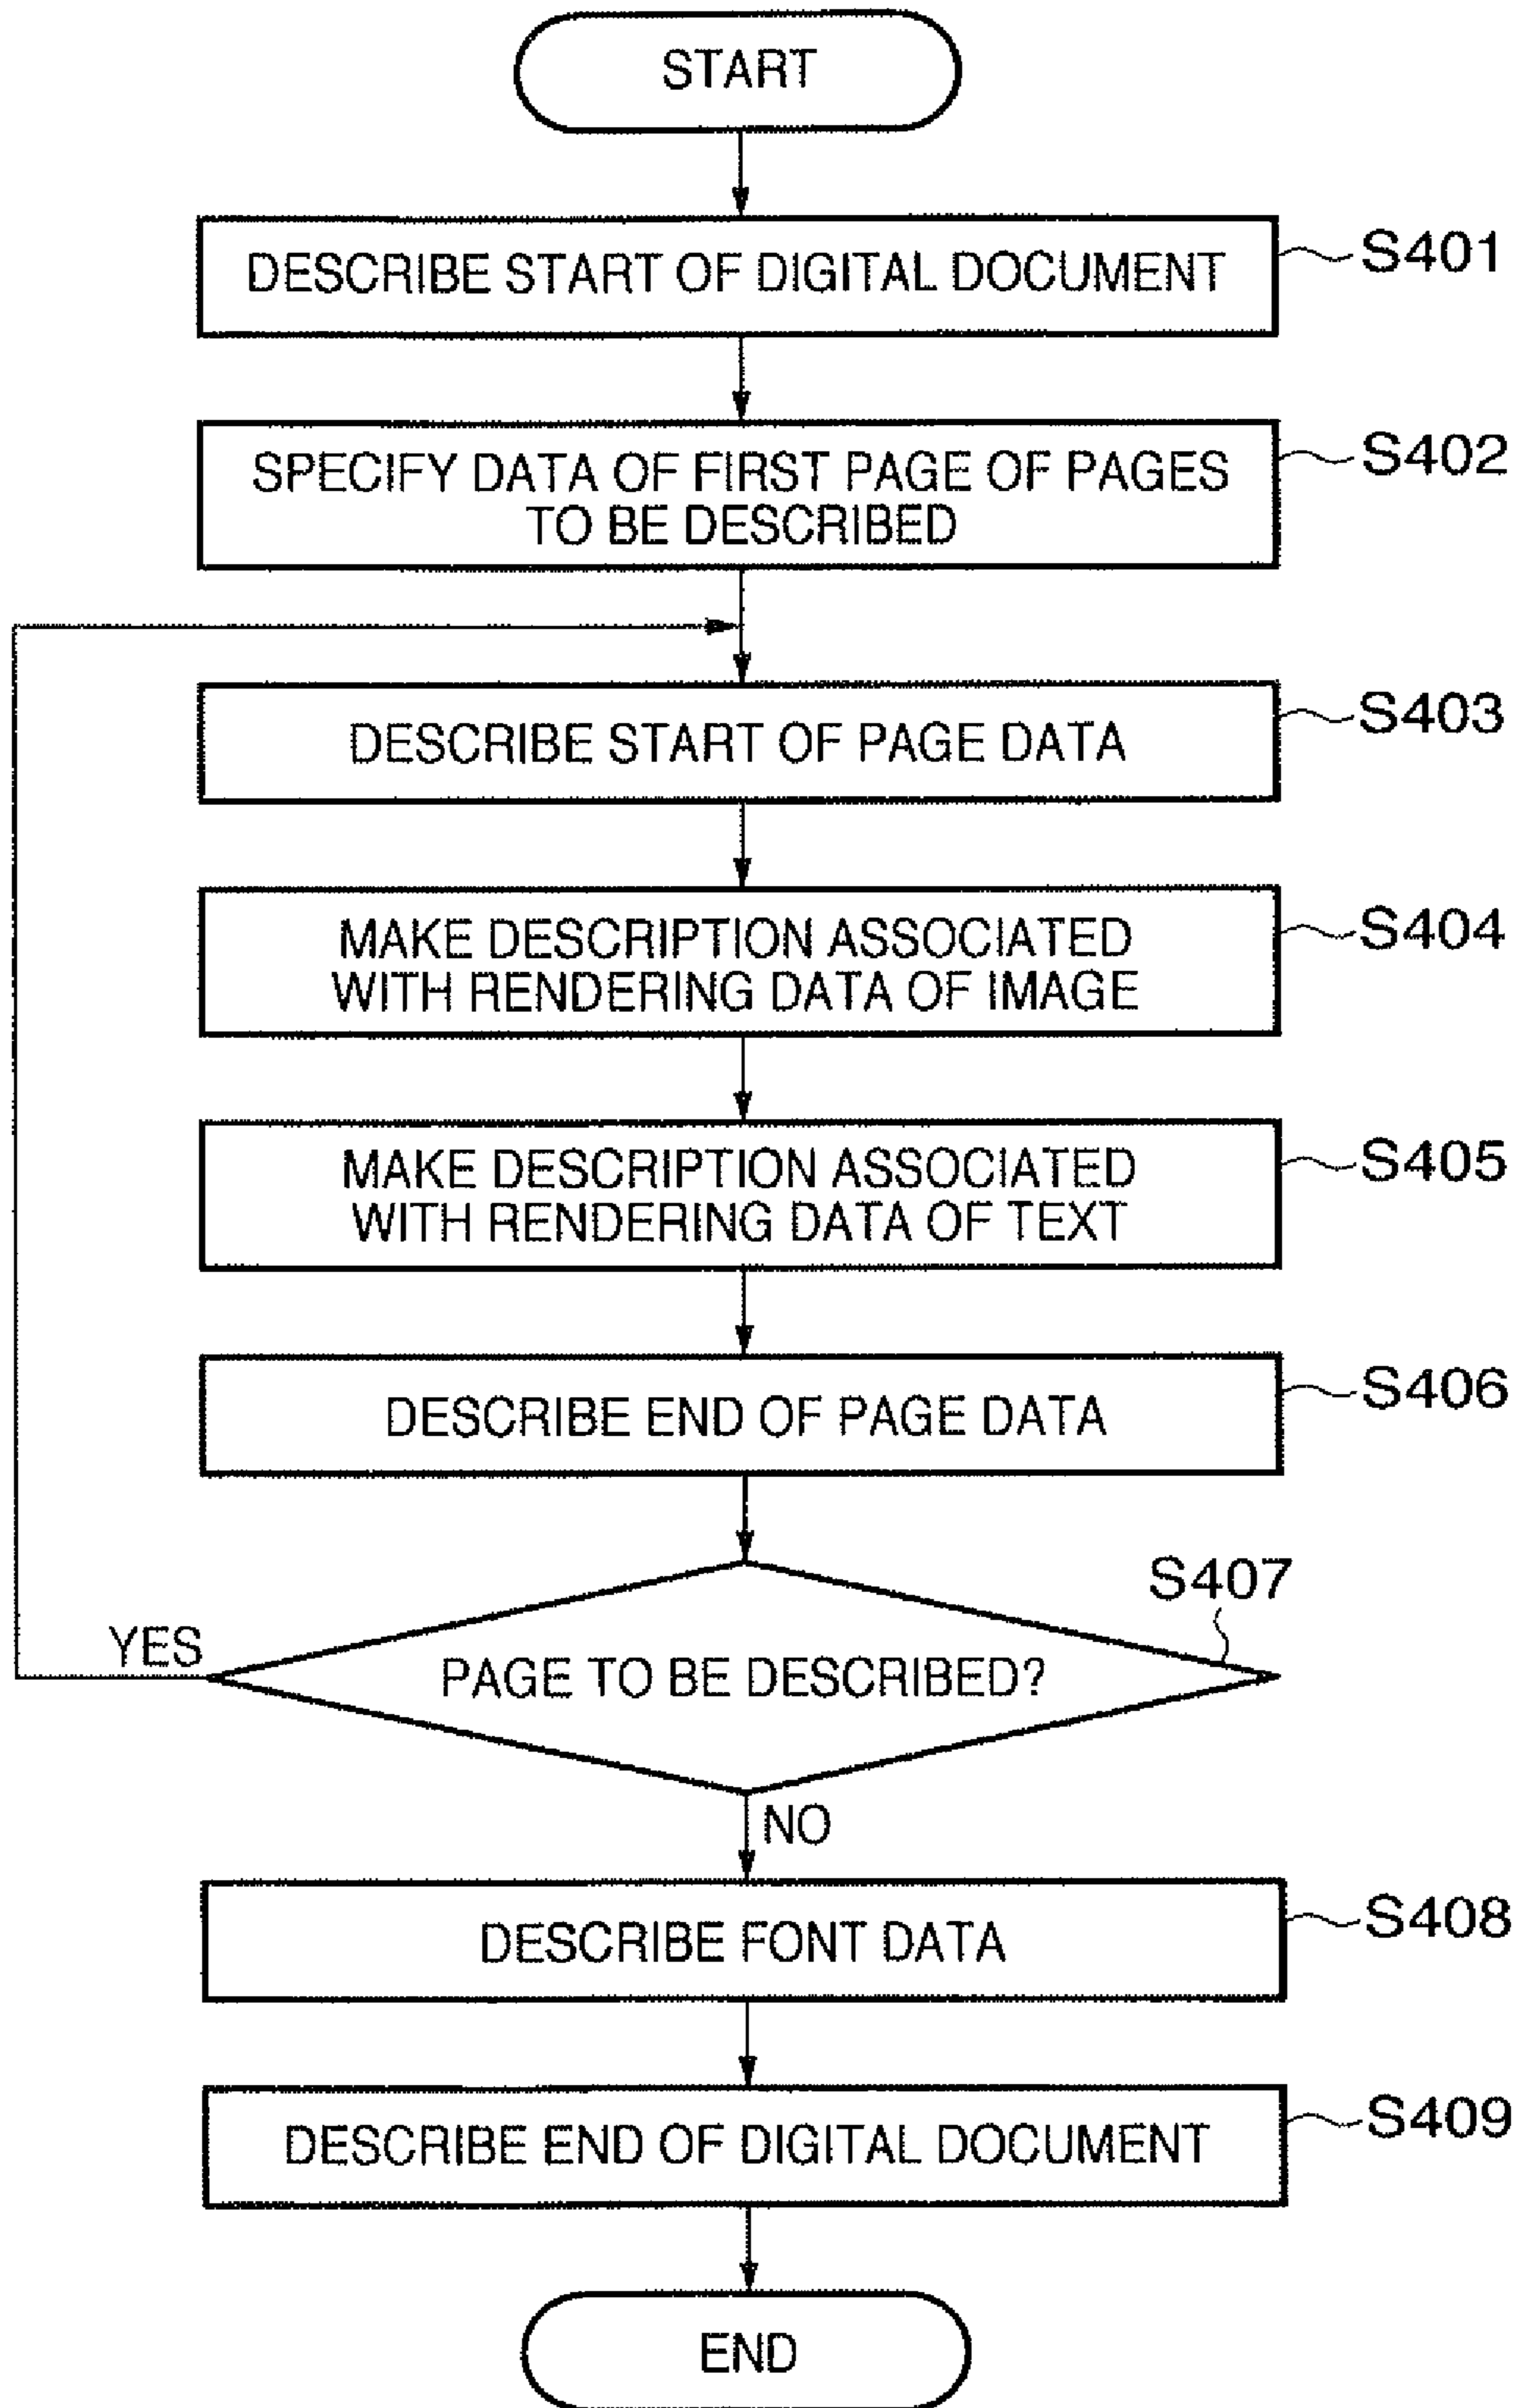 START
DESCRIBE START OF DIGITAL DOCUMENT
S401
SPECIFY DATA OF FIRST PAGE OF PAGES
TO BE DESCRIBED
S402
DESCRIBE START OF PAGE DATA
S403
MAKE DESCRIPTION ASSOCIATED
WITH RENDERING DATA OF IMAGE
S404
MAKE DESCRIPTION ASSOCIATED
WITH RENDERING DATA OF TEXT
S405
DESCRIBE END OF PAGE DATA
S406
S407
YES
PAGE TO BE DESCRIBED?
NO
DESCRIBE FONT DATA
S408
DESCRIBE END OF DIGITAL DOCUMENT
S409
END